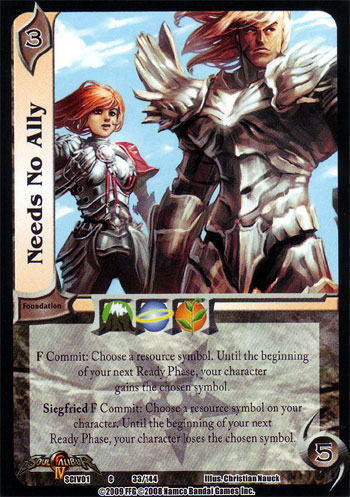 3
Needs No Ally
Foundation
F Commit: Choose a resource symbol. Until the beginning
of your next Ready Phase, your character
gains the chosen symbol.
Siegfried F Commit: Choose a resource symbol on your
character. Until the beginning of your next
Ready Phase, your character loses the chosen symbol.
5
SOULCALIBUR
IV
SCIV01 C 33/144 Illus. Christian Nauck
©2009 FFG ©2008 Namco Bandai Games Inc.